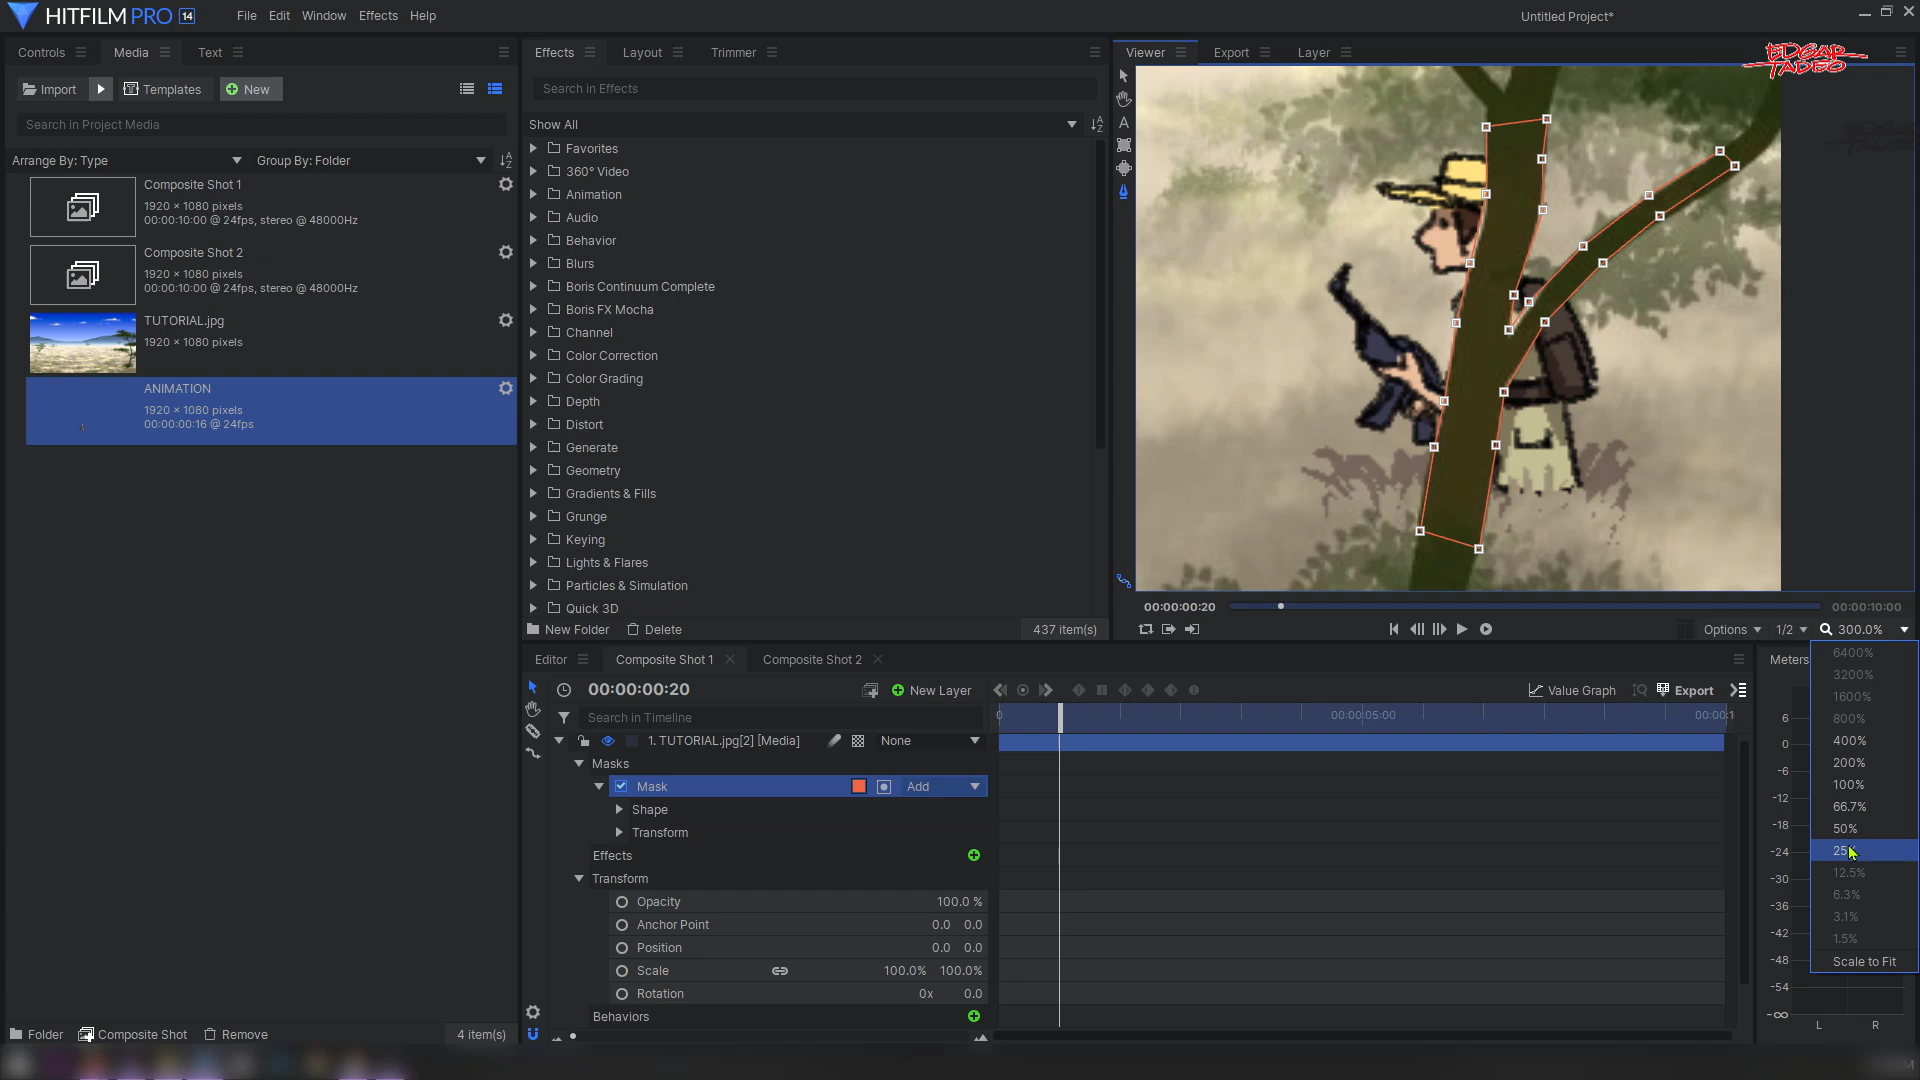 HITFILM PRO 14
File Edit Window Effects Help
Untitled Project*
Controls
Media
Text
Import
Templates
New
Search in Project Media
Arrange By: Type
Group By: Folder
Composite Shot 1
1920 × 1080 pixels
00:00:10:00 @ 24fps, stereo @ 48000Hz
Composite Shot 2
1920 × 1080 pixels
00:00:10:00 @ 24fps, stereo @ 48000Hz
TUTORIAL.jpg
1920 × 1080 pixels
ANIMATION
1920 × 1080 pixels
00:00:00:16 @ 24fps
Folder
Composite Shot
Remove
4 item(s)
Effects
Layout
Trimmer
Search in Effects
Show All
Favorites
360° Video
Animation
Audio
Behavior
Blurs
Boris Continuum Complete
Boris FX Mocha
Channel
Color Correction
Color Grading
Depth
Distort
Generate
Geometry
Gradients & Fills
Grunge
Keying
Lights & Flares
Particles & Simulation
Quick 3D
New Folder
Delete
437 item(s)
Viewer
Export
Layer
EDGAR
TADEO
00:00:00:20
00:00:10:00
Options
1/2
300.0%
6400%
3200%
1600%
800%
400%
200%
100%
66.7%
50%
25%
12.5%
6.3%
3.1%
1.5%
Scale to Fit
Editor
Composite Shot 1
Composite Shot 2
00:00:00:20
New Layer
Value Graph
Export
Search in Timeline
0
00:00:05:00
00:00:1
1. TUTORIAL.jpg[2] [Media]
None
Masks
Mask
Add
Shape
Transform
Effects
Transform
Opacity
100.0 %
Anchor Point
0.0 0.0
Position
0.0 0.0
Scale
100.0% 100.0%
Rotation
0x 0.0
Behaviors
Meters
6
0
-6
-12
-18
-24
-30
-36
-42
-48
-54
-∞
L R